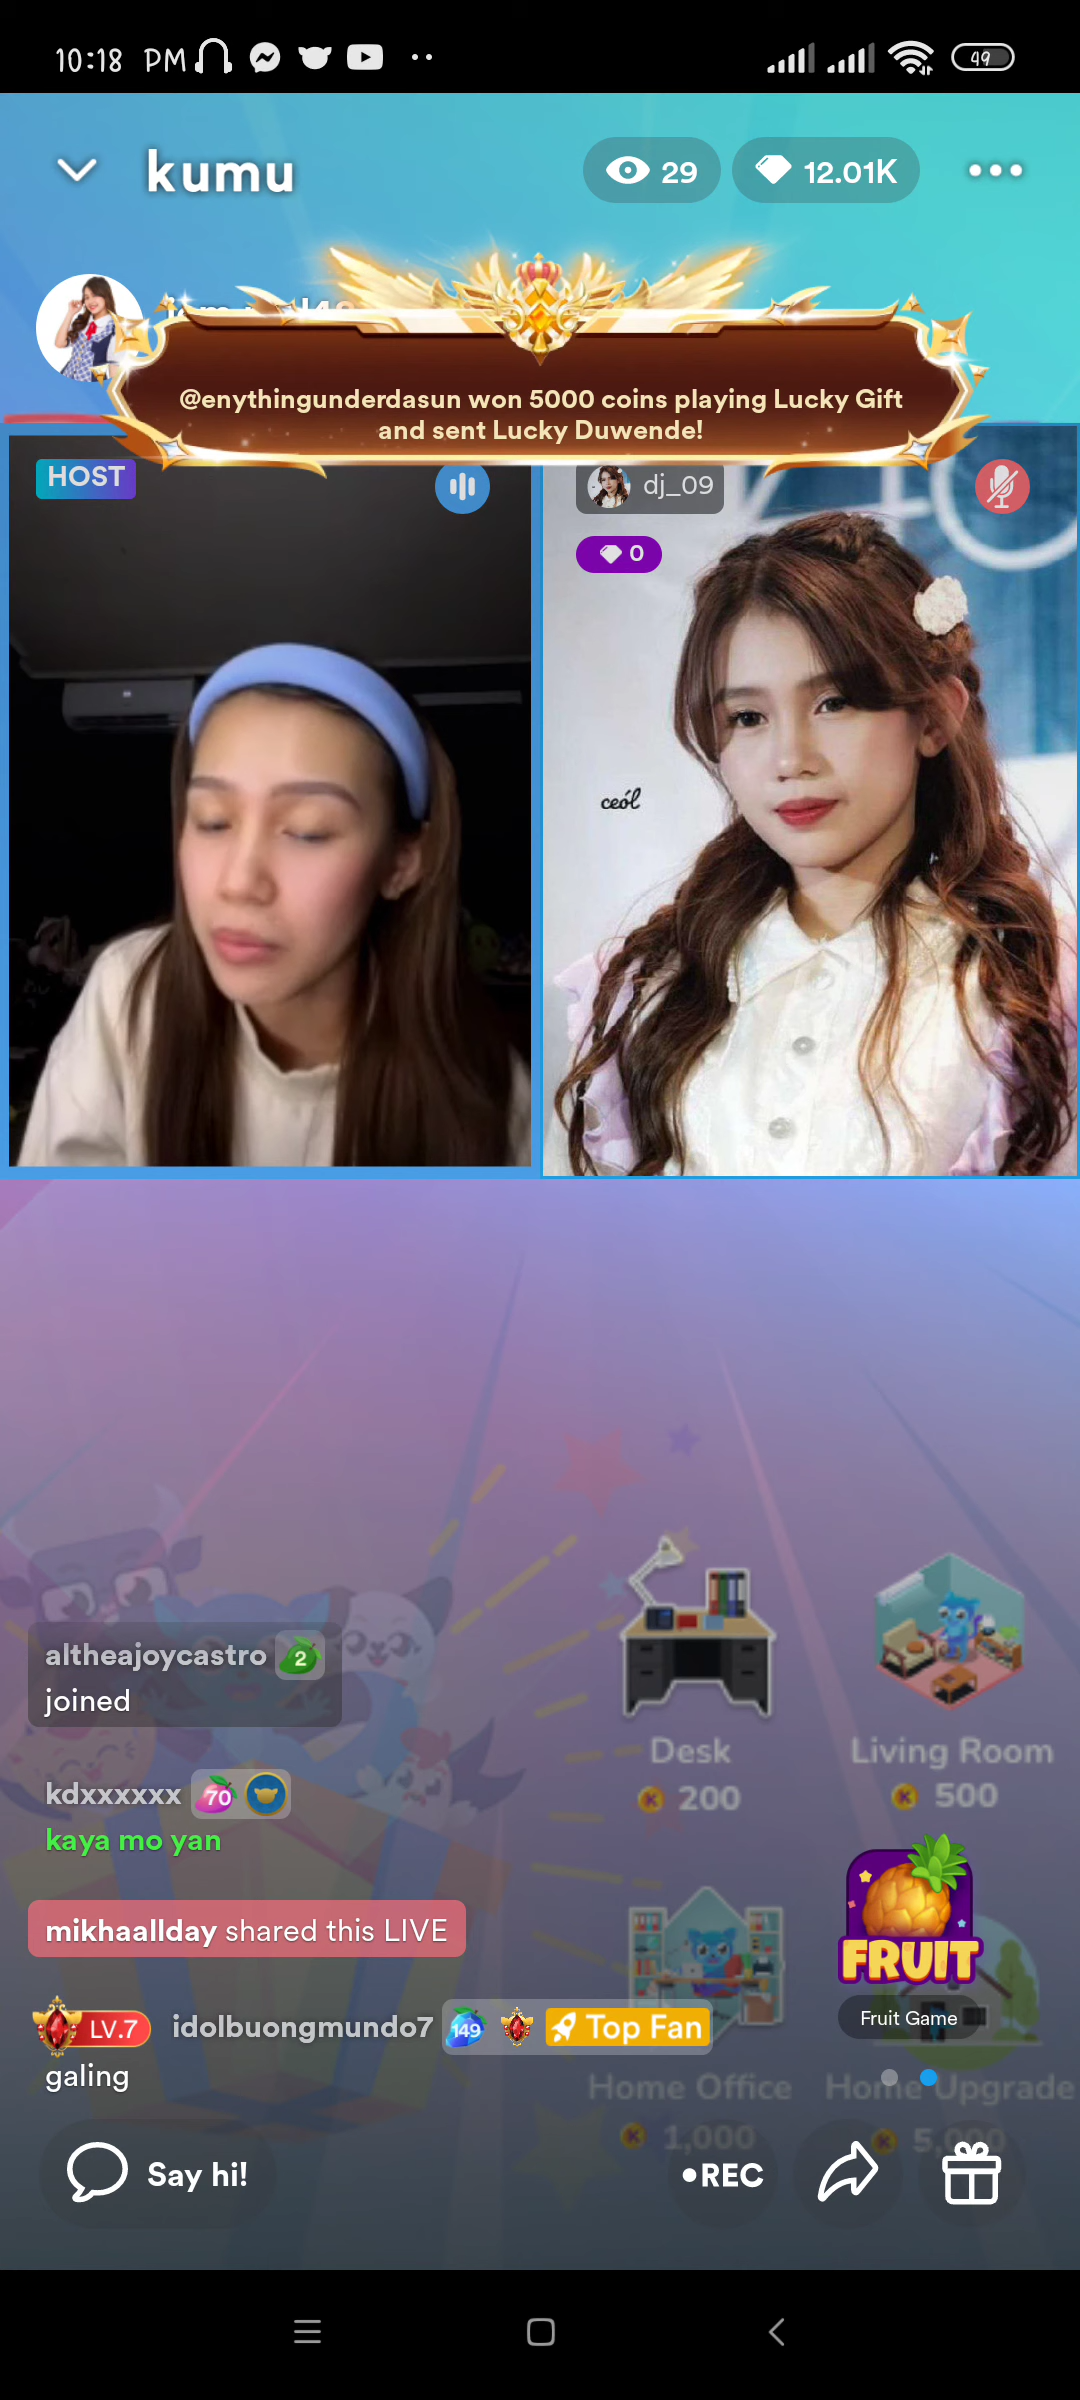 10:18 PM
49
kumu
29
12.01K
@enythingunderdasun won 5000 coins playing Lucky Gift
and sent Lucky Duwende!
HOST
dj_09
0
ceól
altheajoycastro 2
joined
kdxxxxxx 70
kaya mo yan
mikhaallday shared this LIVE
LV.7 idolbuongmundo7 149 Top Fan
galing
Desk
200
Living Room
500
FRUIT
Fruit Game
Home Office
1,000
Home Upgrade
Say hi!
REC